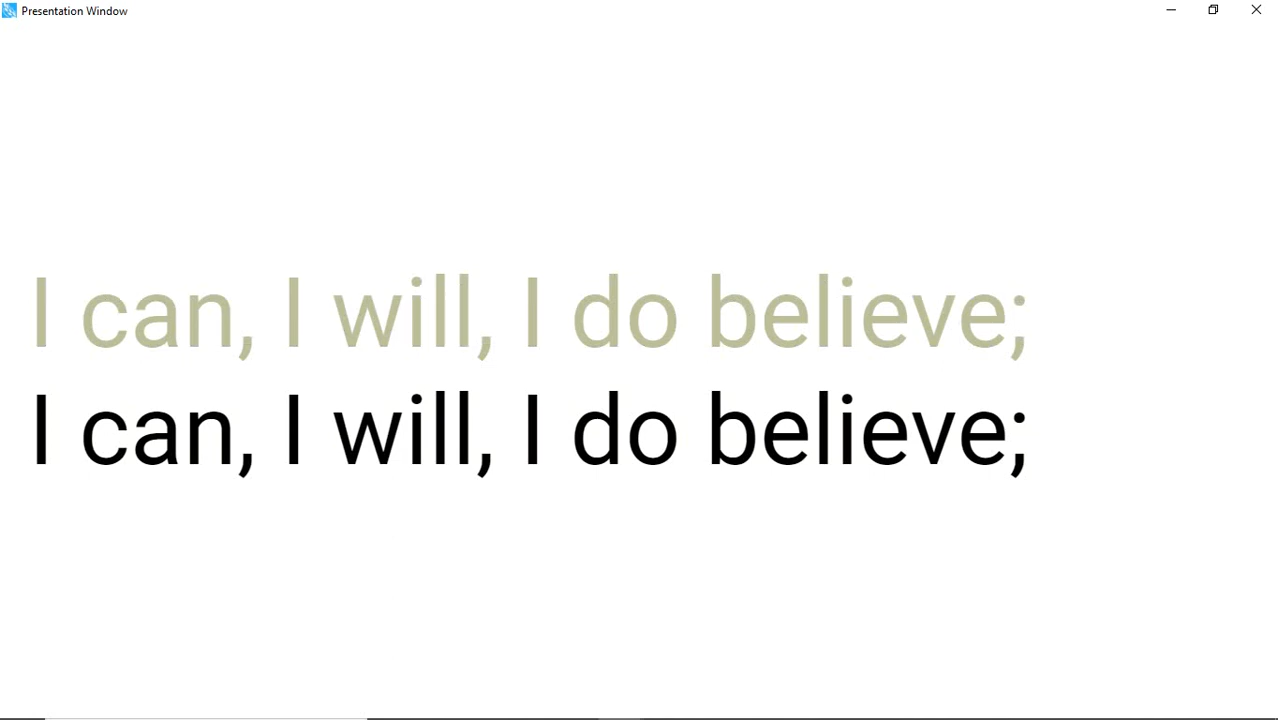 Presentation Window
I can, I will, I do believe;
I can, I will, I do believe;